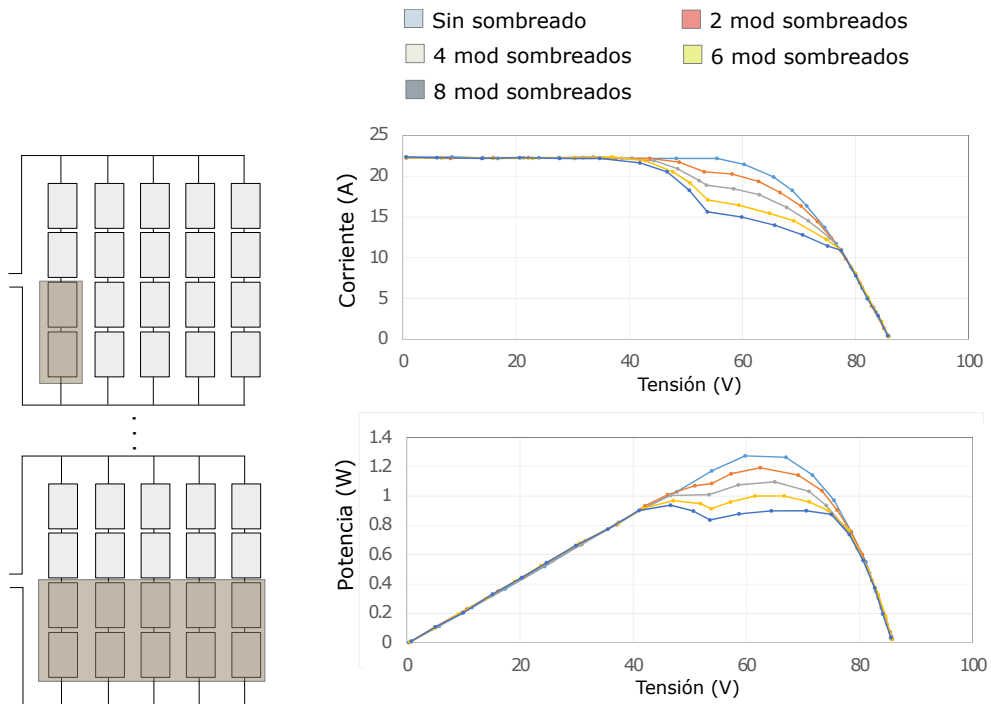 Sin sombreado
2 mod sombreados
4 mod sombreados
6 mod sombreados
8 mod sombreados
25
20
15
10
5
0
Corriente (A)
0 20 40 60 80 100
Tensión (V)
1.4
1.2
1
0.8
0.6
0.4
0.2
0
Potencia (W)
0 20 40 60 80 100
Tensión (V)